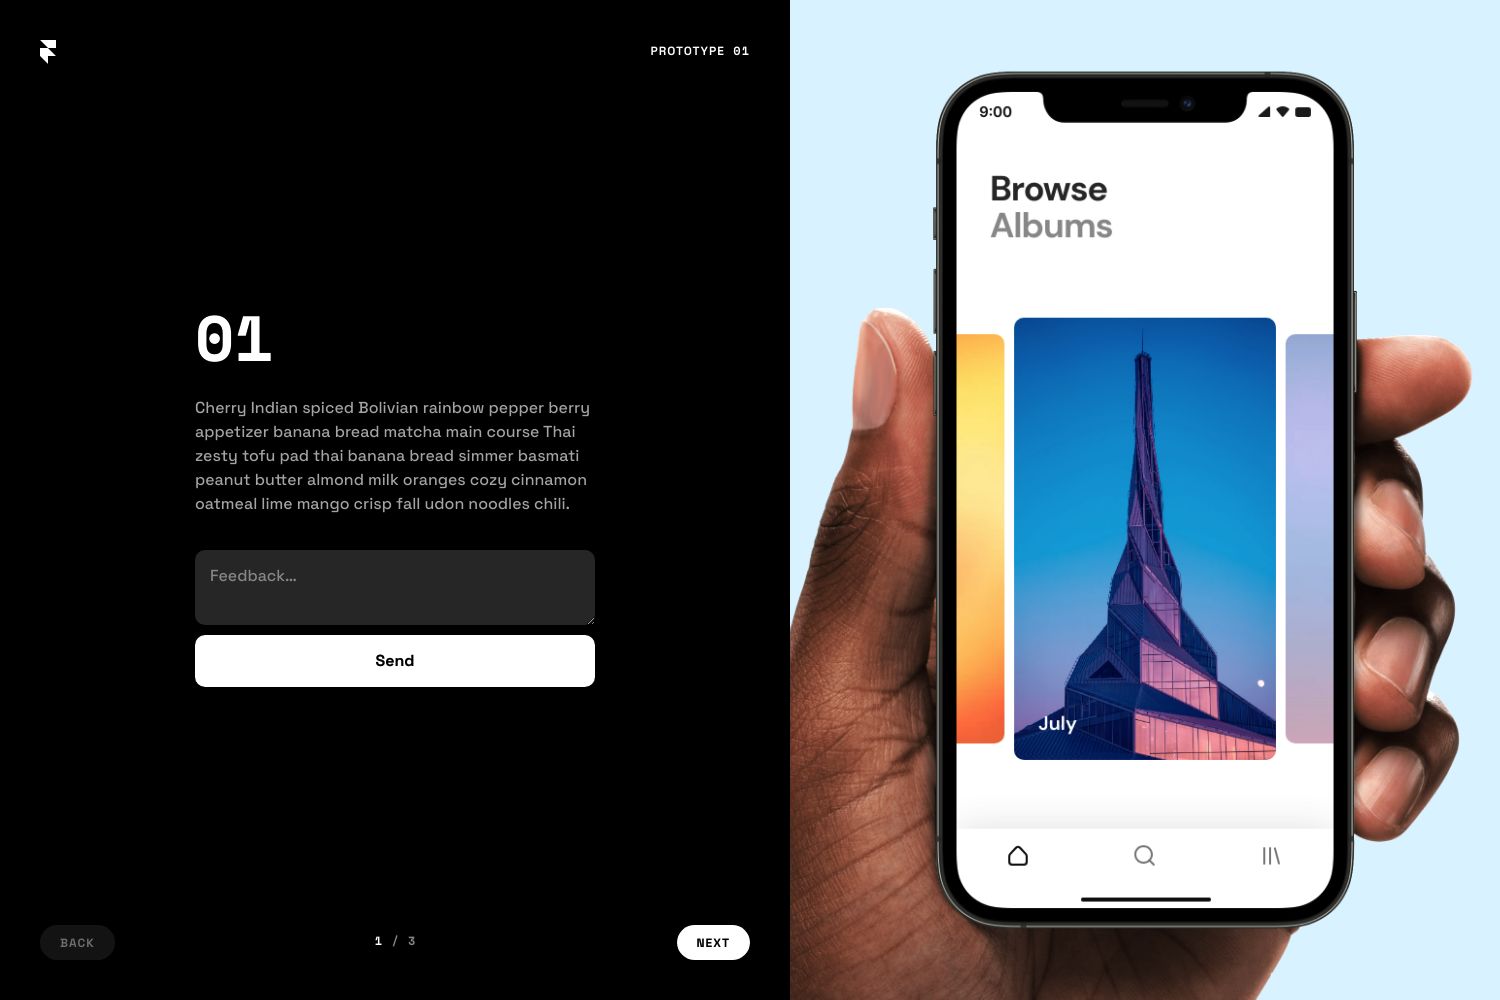 PROTOTYPE 01
01
Cherry Indian spiced Bolivian rainbow pepper berry
appetizer banana bread matcha main course Thai
zesty tofu pad thai banana bread simmer basmati
peanut butter almond milk oranges cozy cinnamon
oatmeal lime mango crisp fall udon noodles chili.
Feedback...
Send
BACK
1 / 3
NEXT
9:00
Browse
Albums
July